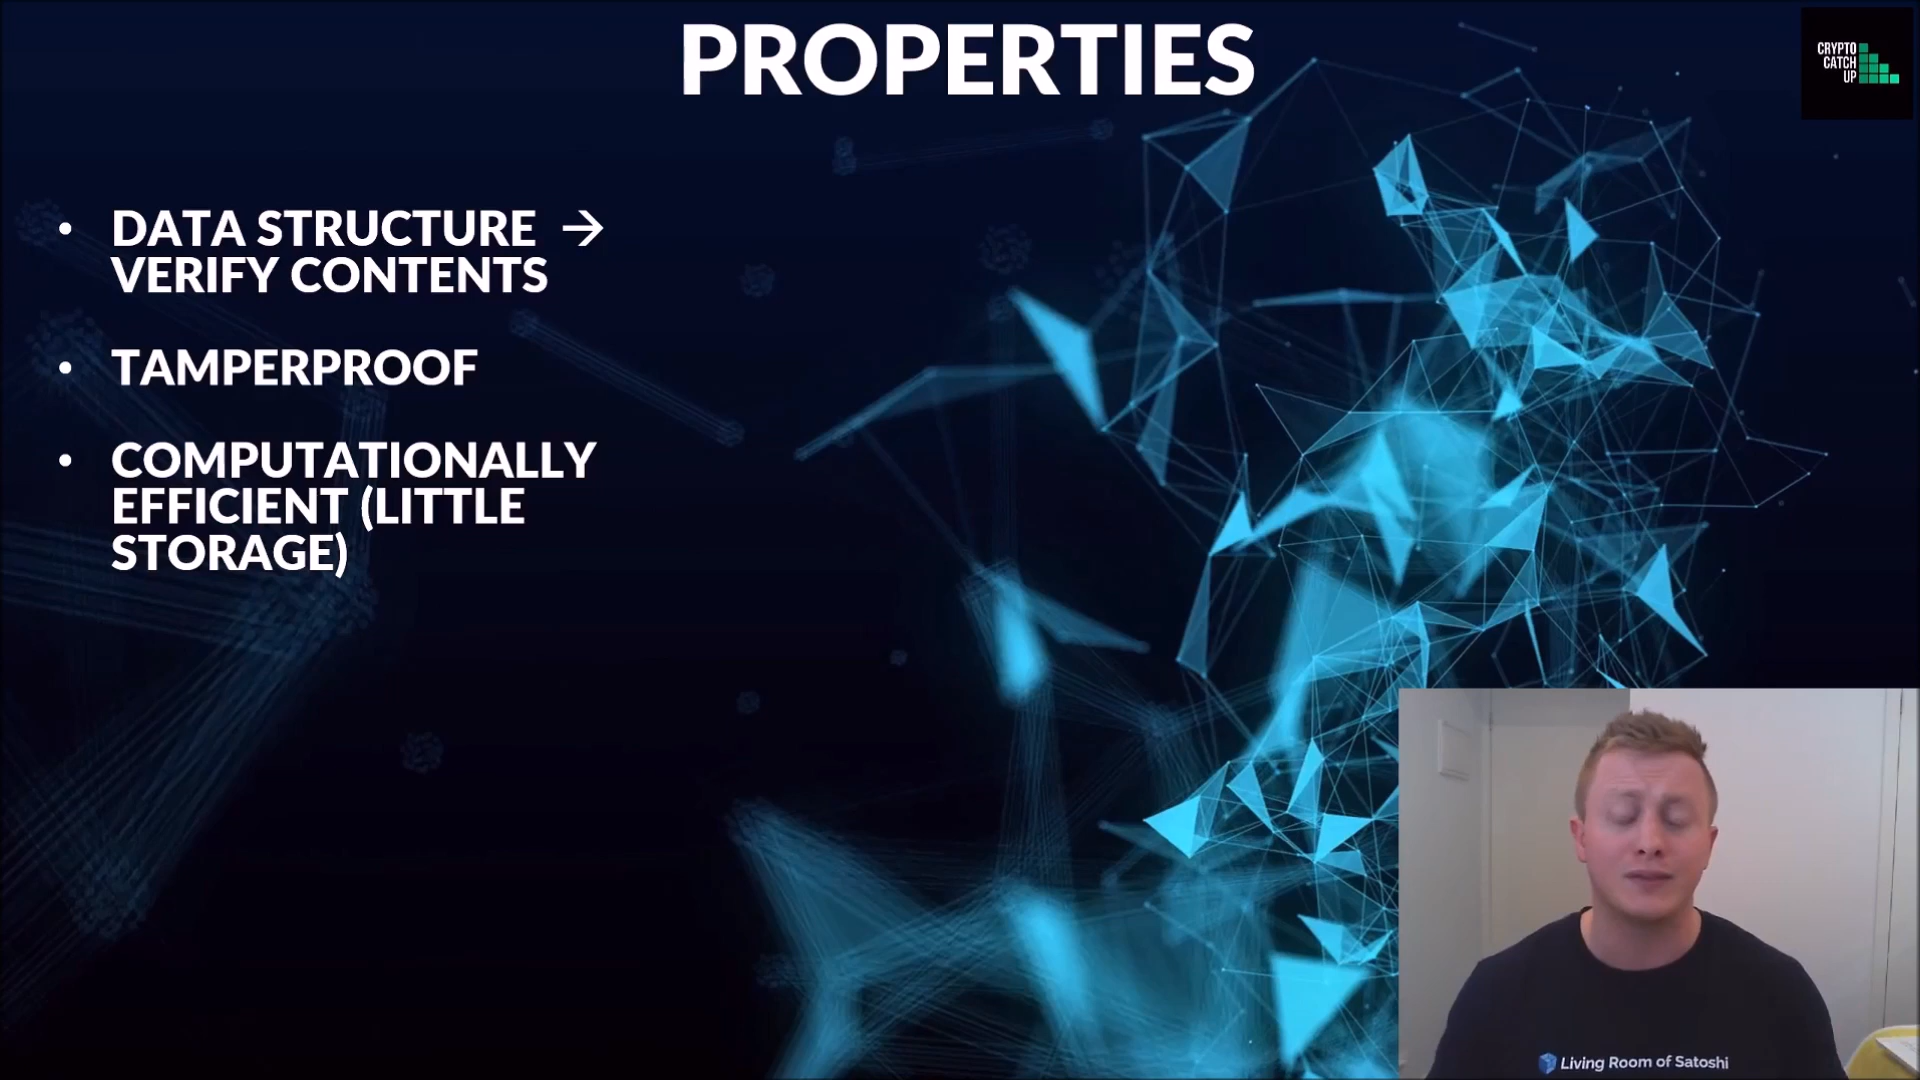 PROPERTIES
CRYPTO
CATCH
UP
• DATA STRUCTURE →
VERIFY CONTENTS
• TAMPERPROOF
• COMPUTATIONALLY
EFFICIENT (LITTLE
STORAGE)
Living Room of Satoshi